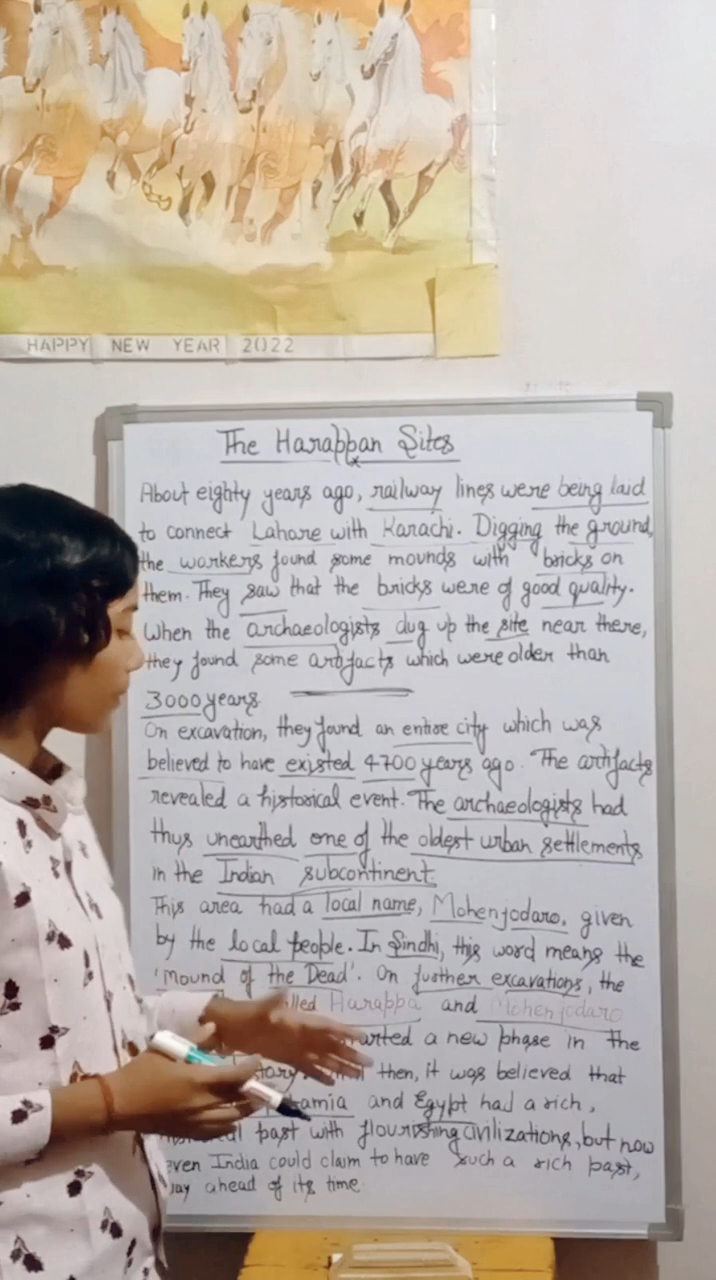 HAPPY NEW YEAR 2022
The Harappan Sites
About eighty years ago, railway lines were being laid
to connect Lahore with Karachi. Digging the ground,
the workers found some mounds with bricks on
them. They saw that the bricks were of good quality.
When the archaeologists dug up the site near there,
they found some artifacts which were older than
3000 years.
On excavation, they found an entire city which was
believed to have existed 4700 years ago. The artifacts
revealed a historical event. The archaeologists had
thus unearthed one of the oldest urban settlements
in the Indian subcontinent.
This area had a local name, Mohenjodaro, given
by the local people. In Sindhi, this word means the
'Mound of the Dead'. On further excavations, the
Harappa and Mohenjodaro
a new phase in the
then, it was believed that
and Egypt had a rich,
past with flourishing civilizations, but now
even India could claim to have such a rich past,
way ahead of its time.